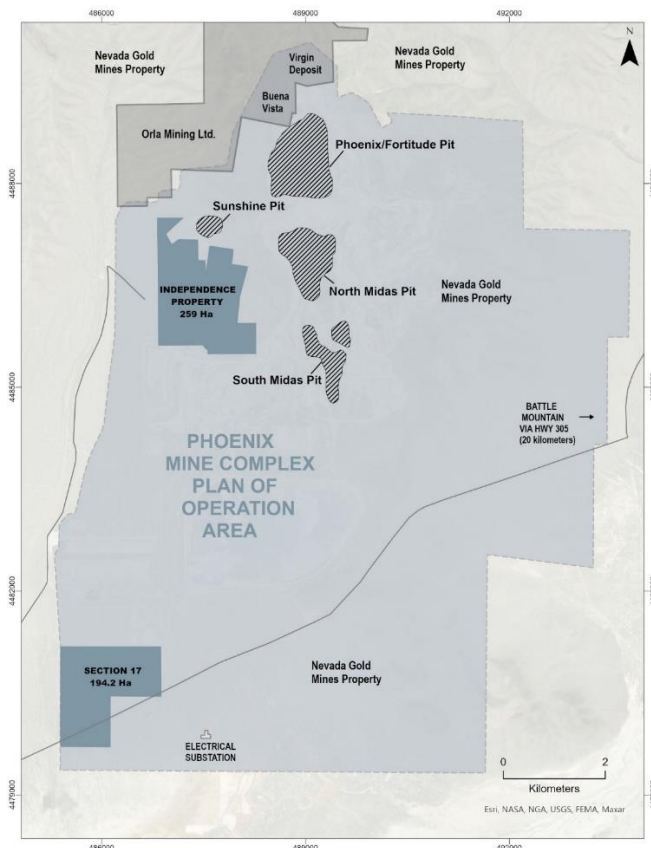 486000
489000
492000
N
Nevada Gold
Mines Property
Virgin
Deposit
Nevada Gold
Mines Property
Buena
Vista
Orla Mining Ltd.
Phoenix/Fortitude Pit
4488000
4488000
Sunshine Pit
INDEPENDENCE
PROPERTY
259 Ha
North Midas Pit
Nevada Gold
Mines Property
South Midas Pit
4485000
4485000
BATTLE
MOUNTAIN
VIA HWY 305
(20 kilometers)
PHOENIX
MINE COMPLEX
PLAN OF
OPERATION
AREA
4482000
4482000
SECTION 17
194.2 Ha
Nevada Gold
Mines Property
ELECTRICAL
SUBSTATION
0 2
Kilometers
4479000
4479000
Esri, NASA, NGA, USGS, FEMA, Maxar
486000
489000
492000